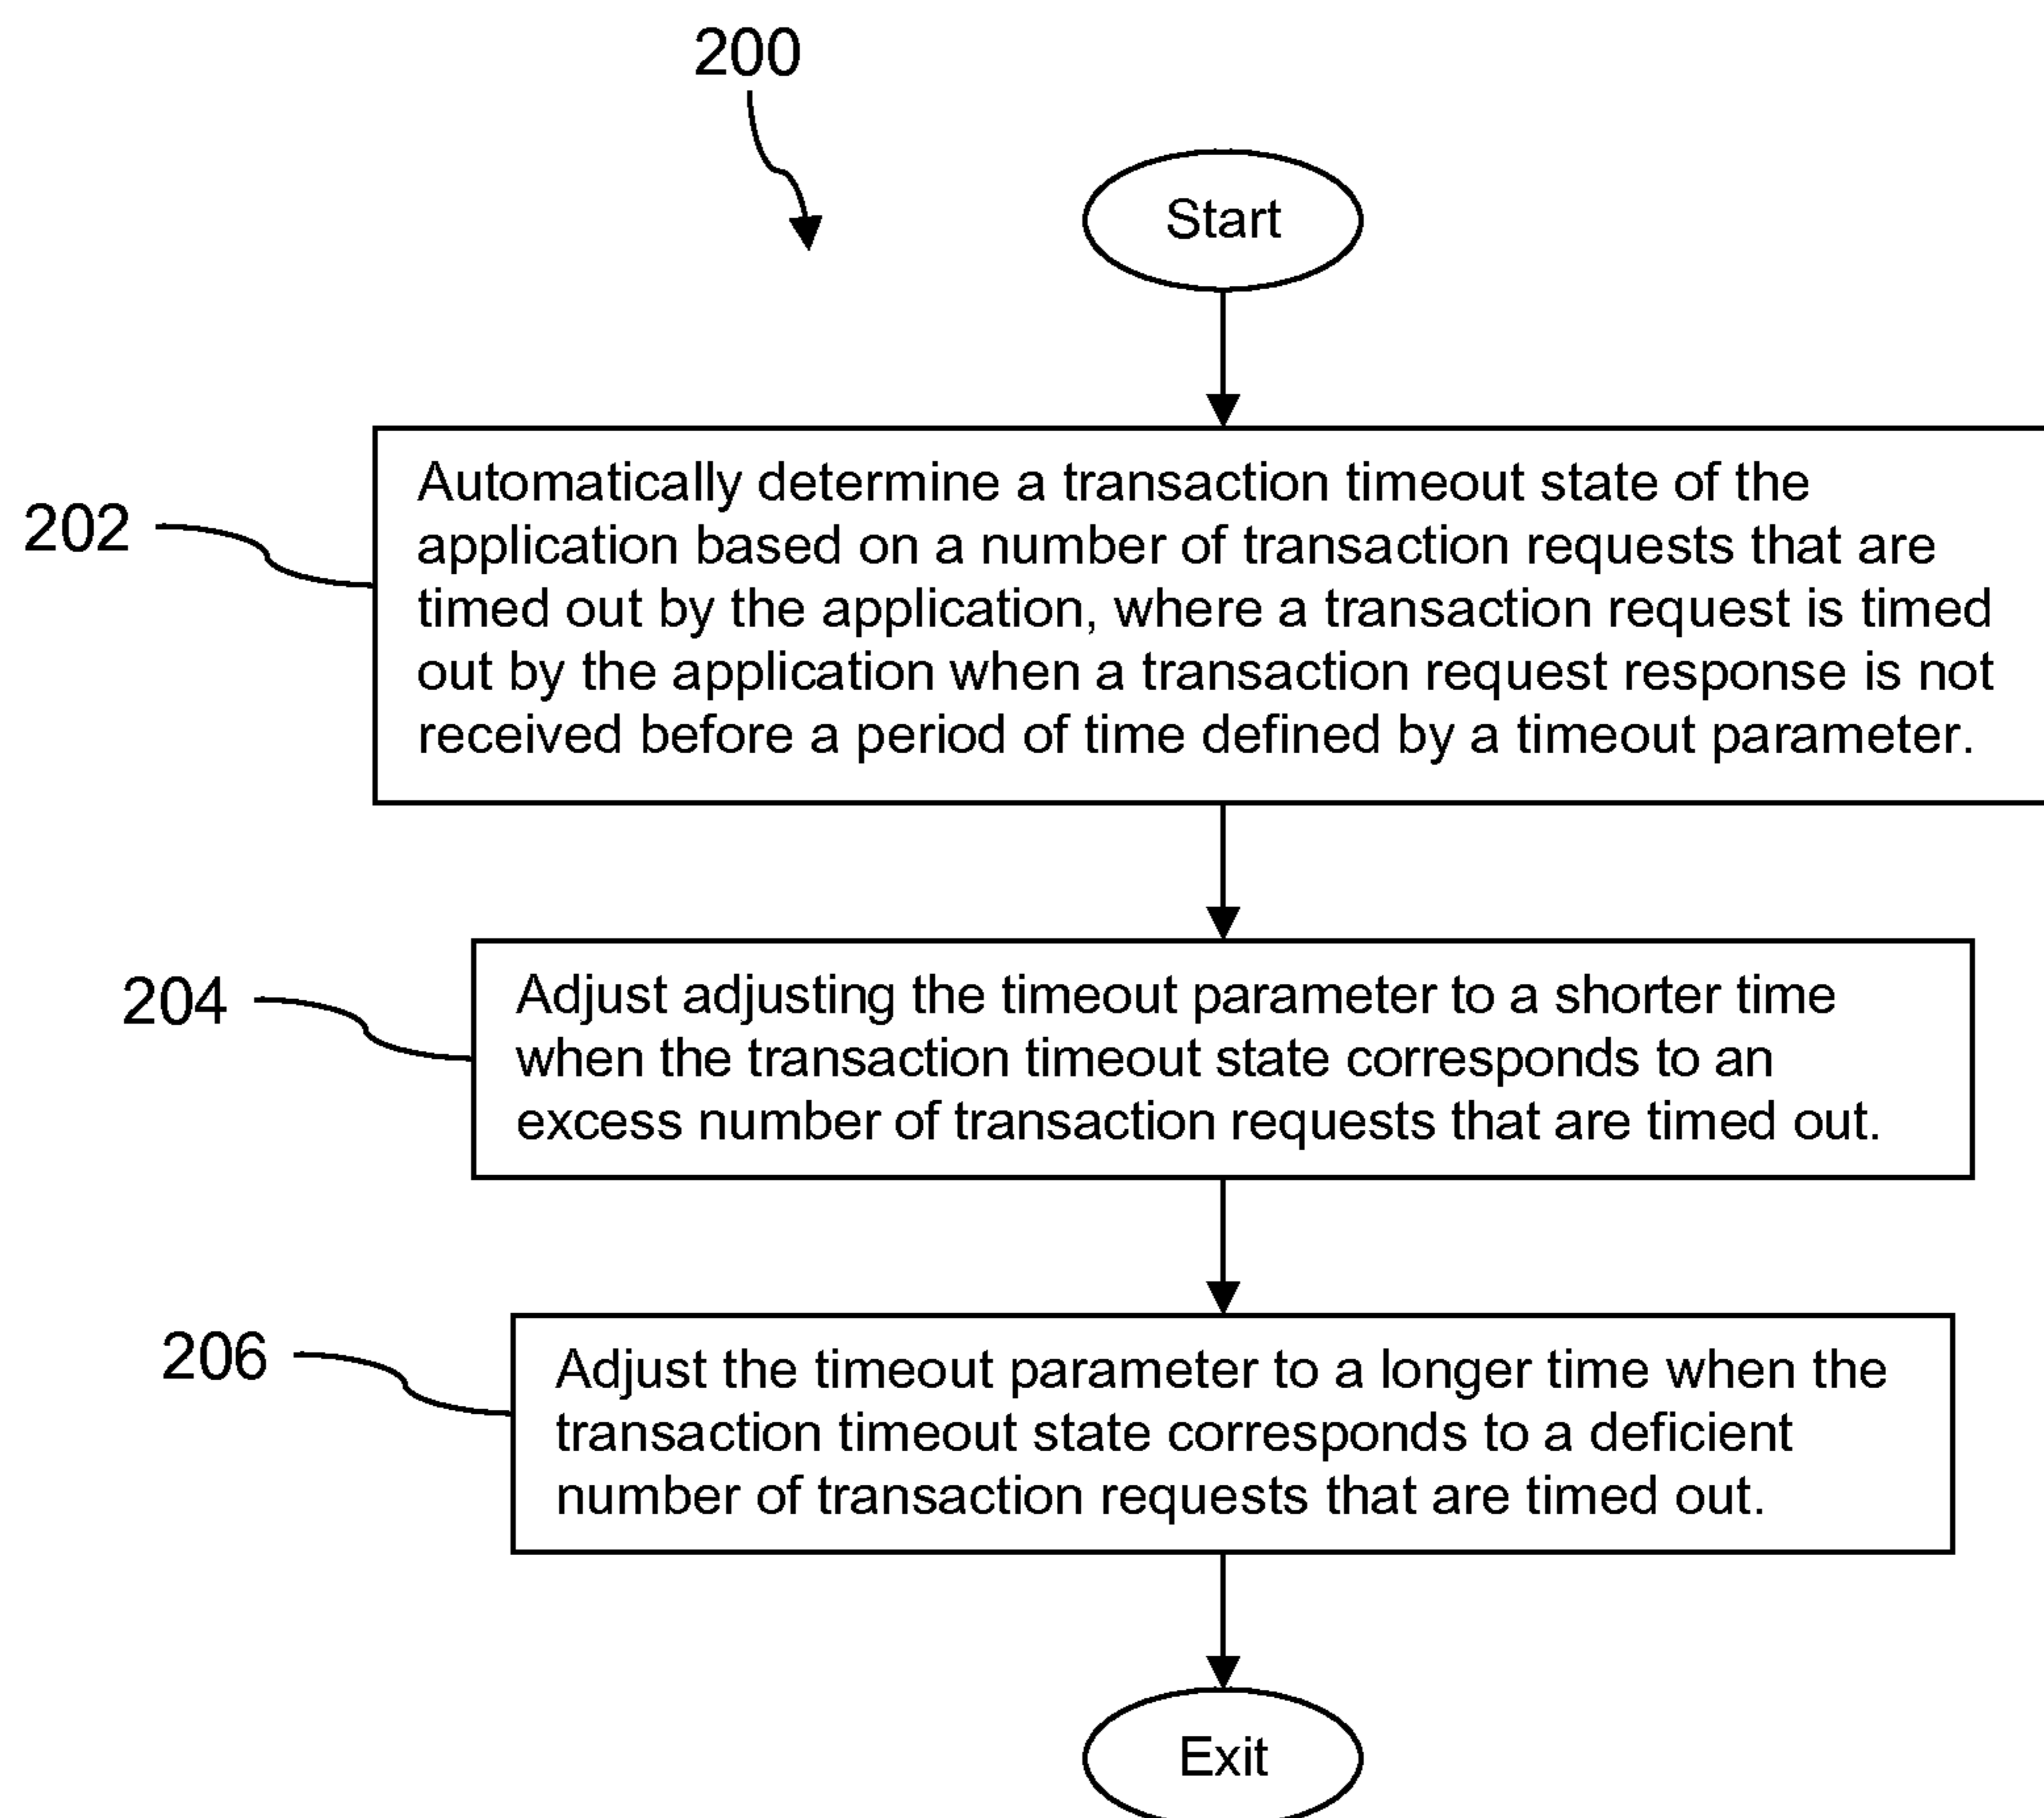 200
Start
202
Automatically determine a transaction timeout state of the
application based on a number of transaction requests that are
timed out by the application, where a transaction request is timed
out by the application when a transaction request response is not
received before a period of time defined by a timeout parameter.
204
Adjust adjusting the timeout parameter to a shorter time
when the transaction timeout state corresponds to an
excess number of transaction requests that are timed out.
206
Adjust the timeout parameter to a longer time when the
transaction timeout state corresponds to a deficient
number of transaction requests that are timed out.
Exit